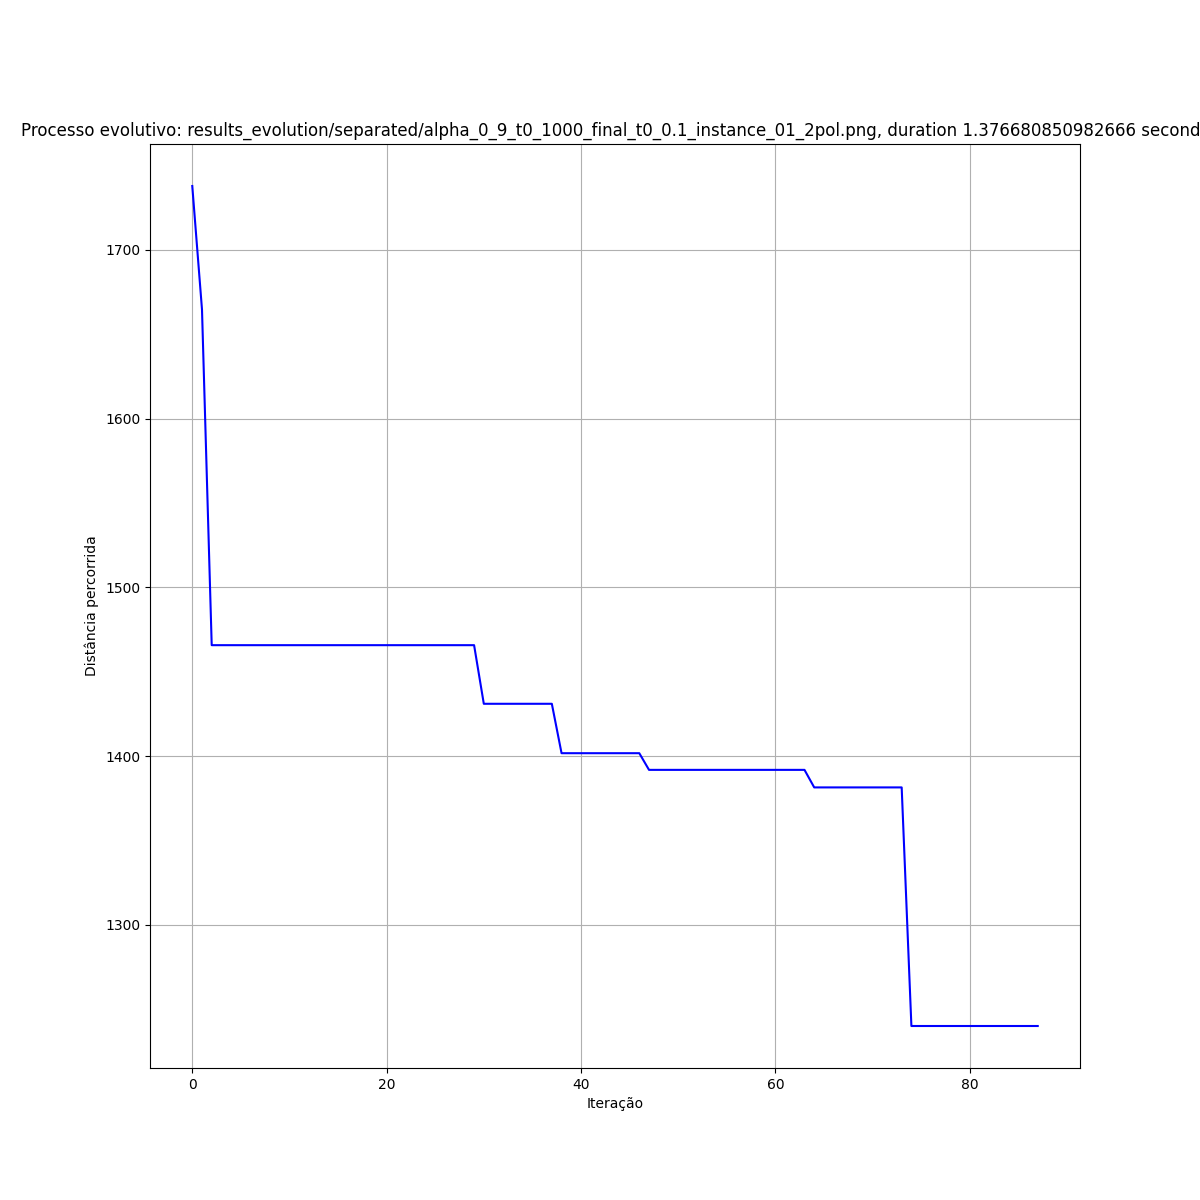 Processo evolutivo: results_evolution/separated/alpha_0_9_t0_1000_final_t0_0.1_instance_01_2pol.png, duration 1.376680850982666 second
1700
1600
1500
1400
1300
Distância percorrida
0 20 40 60 80
Iteração